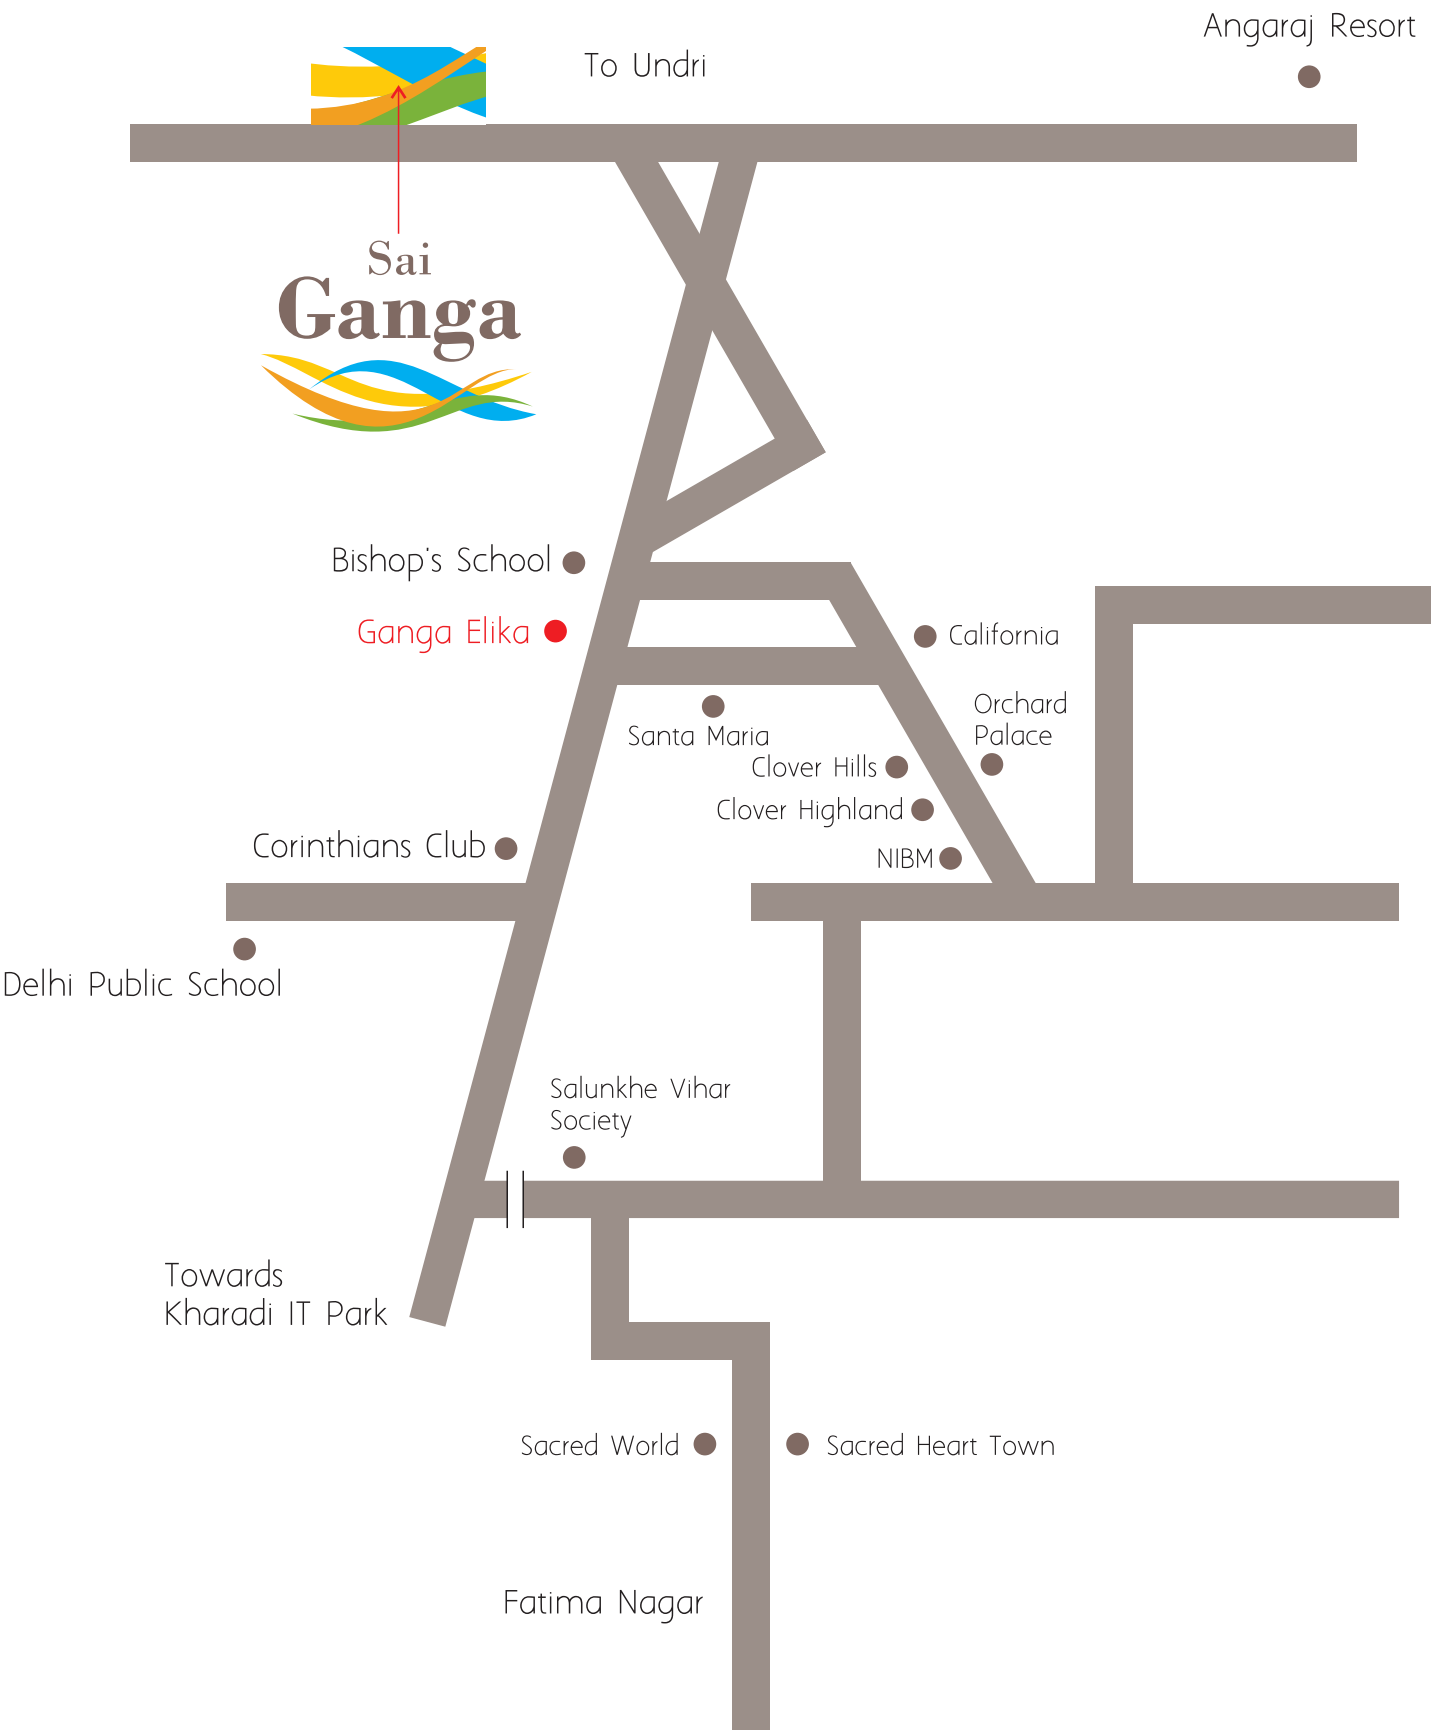 Angaraj Resort
To Undri
Sai
Ganga
Bishop's School
Ganga Elika
California
Orchard
Palace
Santa Maria
Clover Hills
Clover Highland
Corinthians Club
NIBM
Delhi Public School
Salunkhe Vihar
Society
Towards
Kharadi IT Park
Sacred World
Sacred Heart Town
Fatima Nagar